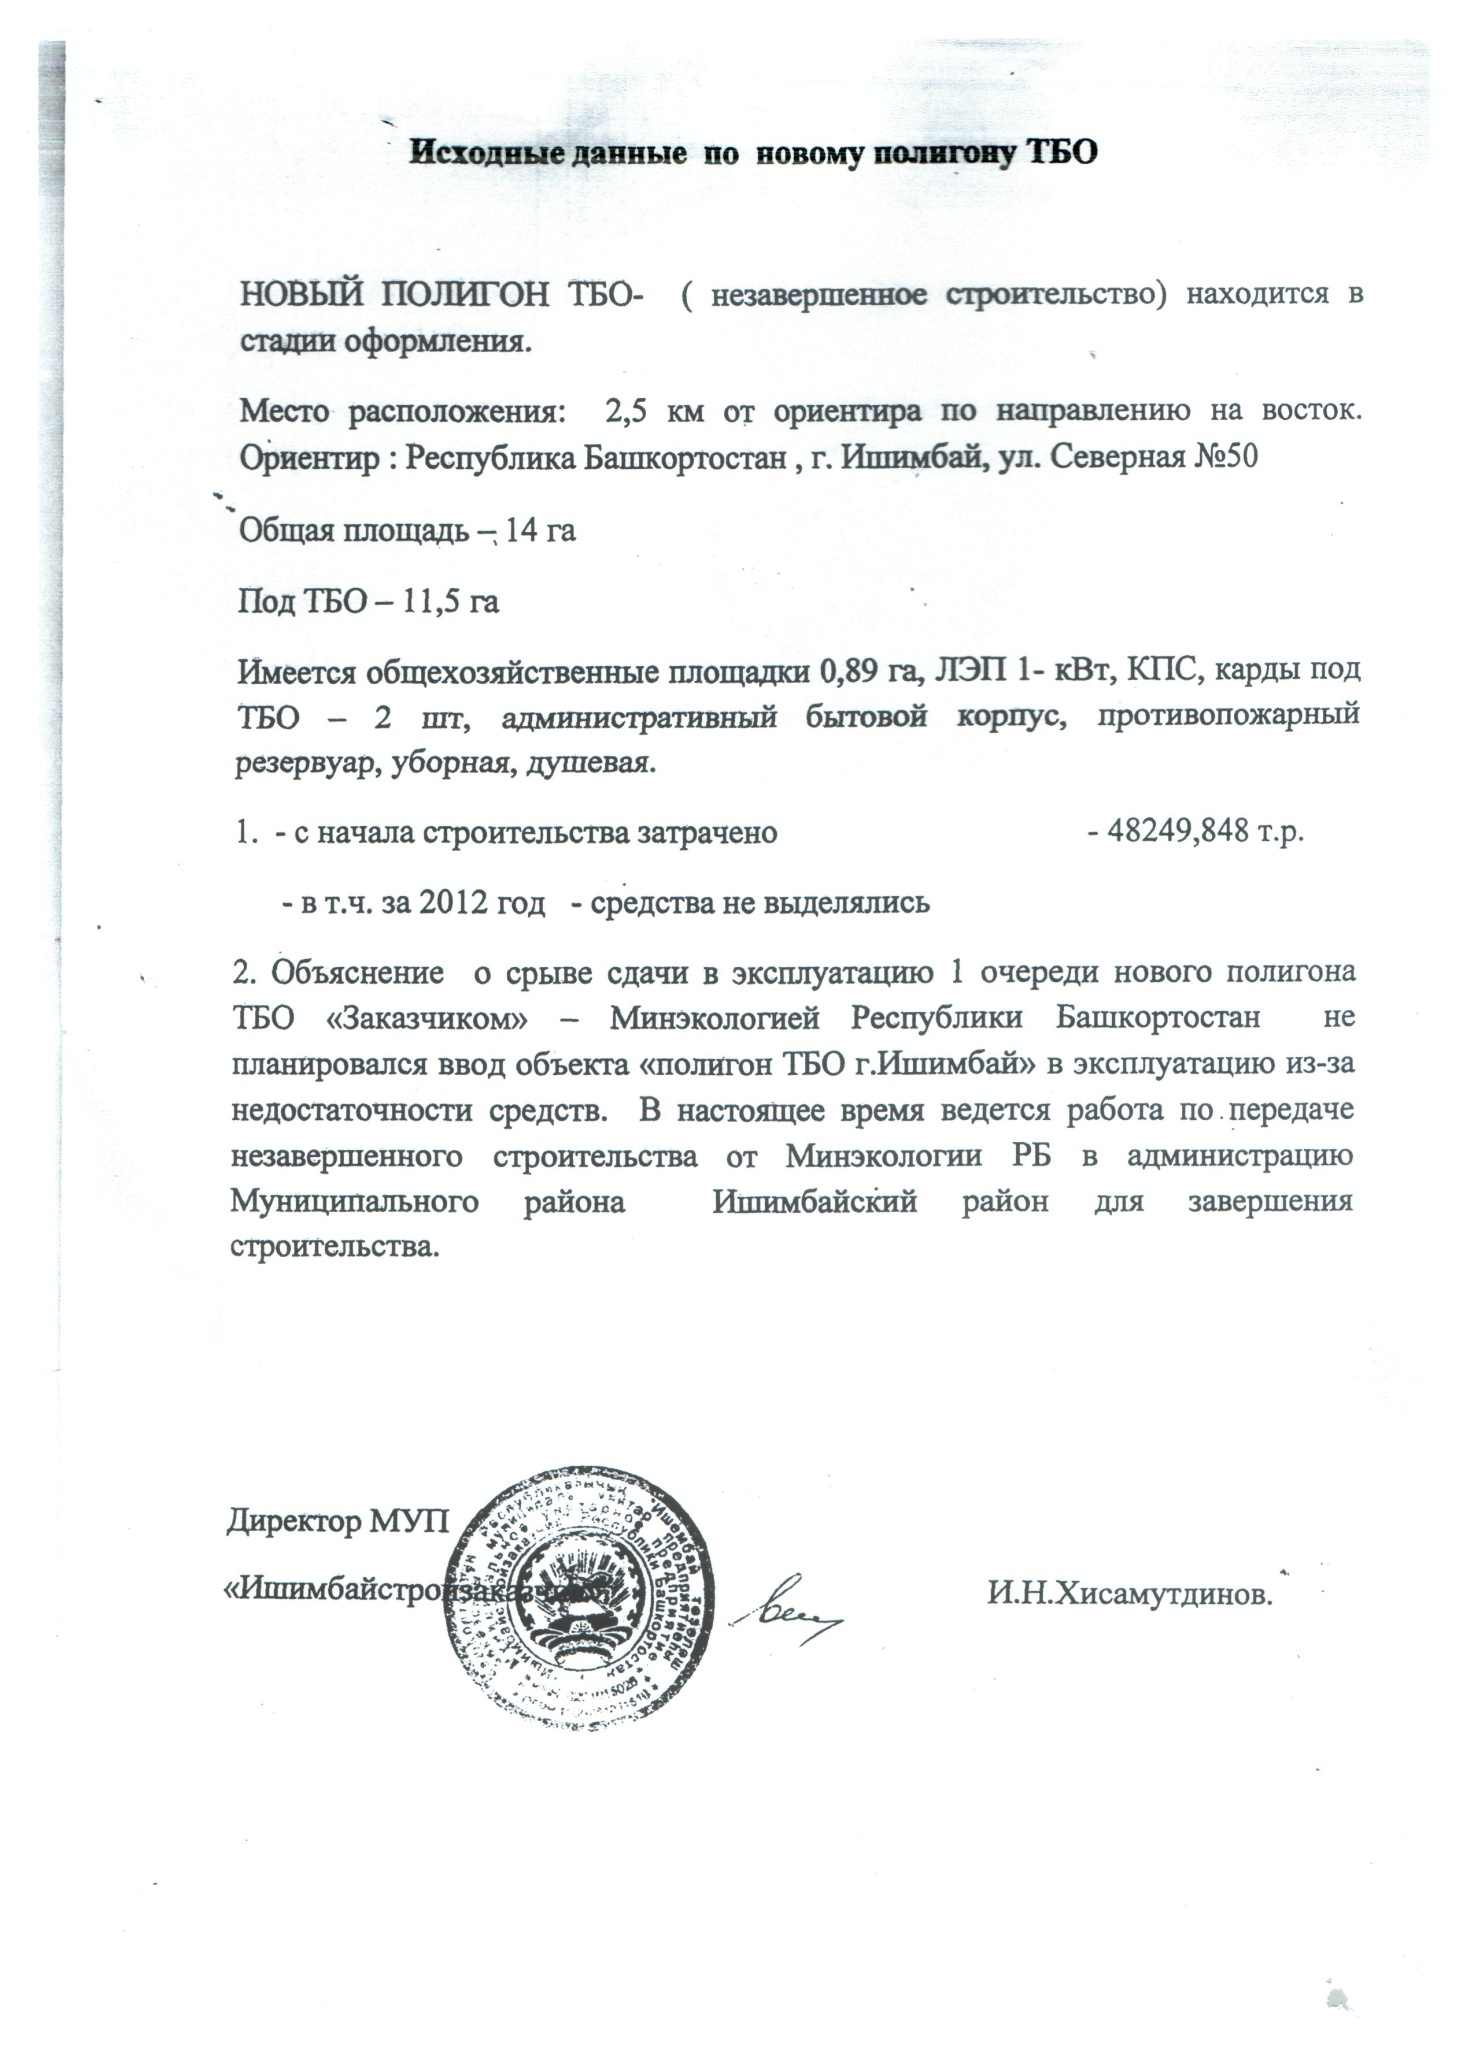 Исходные данные по новому полигону ТБО
НОВЫЙ ПОЛИГОН ТБО- ( незавершенное строительство) находится в
стадии оформления.
Место расположения: 2,5 км от ориентира по направлению на восток.
Ориентир : Республика Башкортостан , г. Ишимбай, ул. Северная №50
Общая площадь – 14 га
Под ТБО – 11,5 га
Имеется общехозяйственные площадки 0,89 га, ЛЭП 1- кВт, КПС, карды под
ТБО – 2 шт, административный бытовой корпус, противопожарный
резервуар, уборная, душевая.
1. - с начала строительства затрачено - 48249,848 т.р.
- в т.ч. за 2012 год - средства не выделялись
2. Объяснение о срыве сдачи в эксплуатацию 1 очереди нового полигона
ТБО «Заказчиком» – Минэкологией Республики Башкортостан не
планировался ввод объекта «полигон ТБО г.Ишимбай» в эксплуатацию из-за
недостаточности средств. В настоящее время ведется работа по передаче
незавершенного строительства от Минэкологии РБ в администрацию
Муниципального района Ишимбайский район для завершения
строительства.
Директор МУП
«Ишимбайстройзаказчик» И.Н.Хисамутдинов.